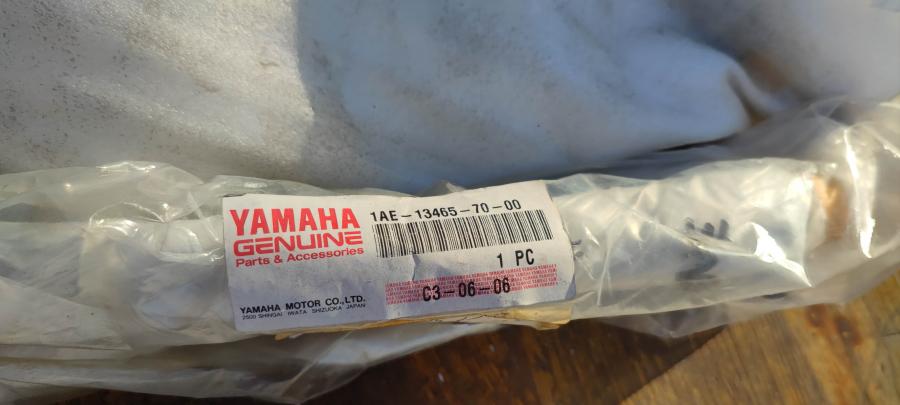 YAMAHA
GENUINE
Parts & Accessories
1AE-13465-70-00
1 PC
C3-06-06
YAMAHA MOTOR CO.,LTD.
2500 SHINGAI IWATA SHIZUOKA JAPAN